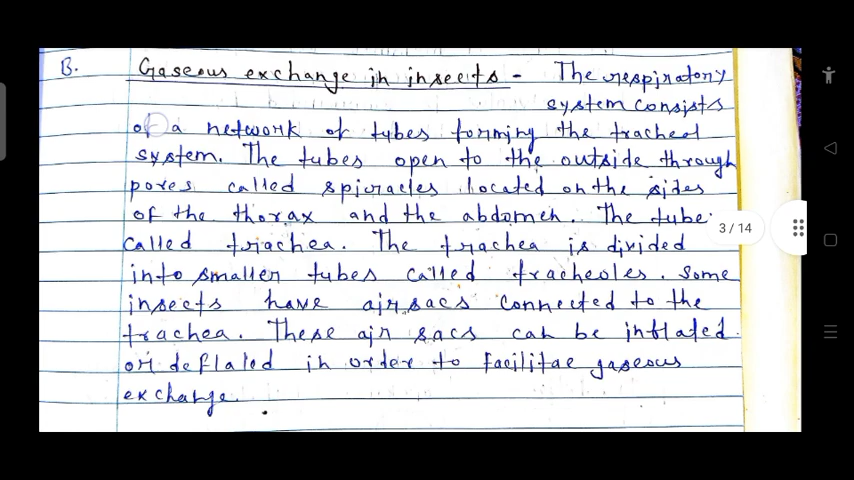 B. Gaseous exchange in insects - The respiratory
system consists
of a network of tubes forming the tracheal
system. The tubes open to the outside through
pores called spiracles located on the sides
of the thorax and the abdomen. The tube
called trachea. The trachea is divided
3 / 14
into smaller tubes called tracheoles. Some
insects have air sacs connected to the
trachea. These air sacs can be inflated
or deflated in order to facilitae gaseous
exchange.